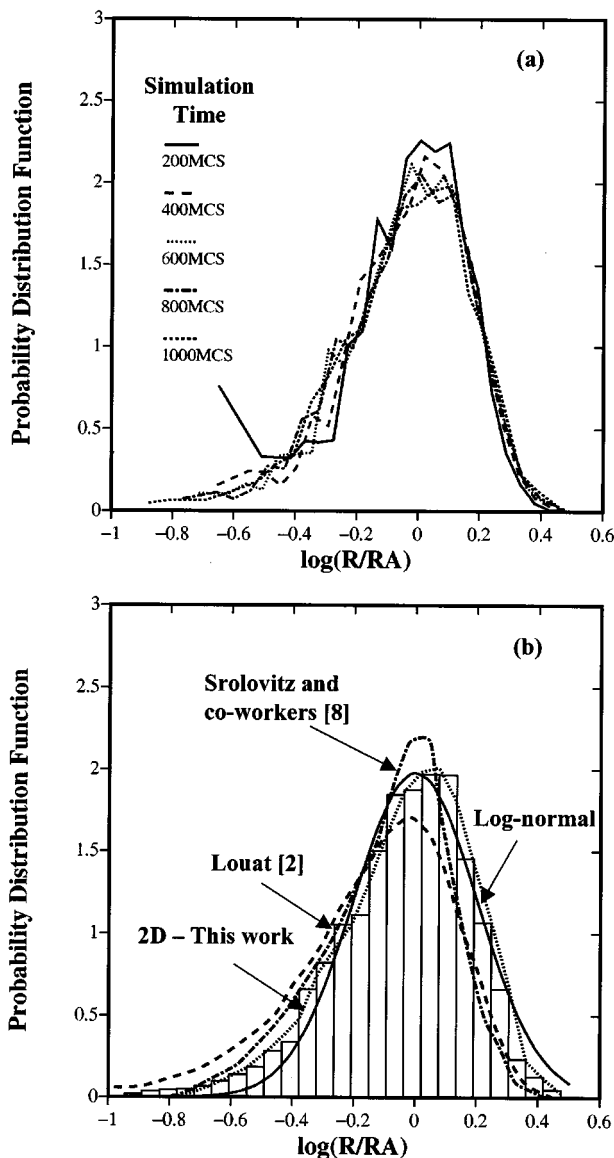 3
(a)
Simulation
Time
2.5
200MCS
2
400MCS
600MCS
1.5
800MCS
1
1000MCS
0.5
0
−1 −0.8 −0.6 −0.4 −0.2 0 0.2 0.4 0.6
log(R/RA)
Probability Distribution Function
3
(b)
Srolovitz and
co-workers [8]
2.5
2
Log-normal
Louat [2]
1.5
2D – This work
1
0.5
0
−1 −0.8 −0.6 −0.4 −0.2 0 0.2 0.4 0.6
log(R/RA)
Probability Distribution Function